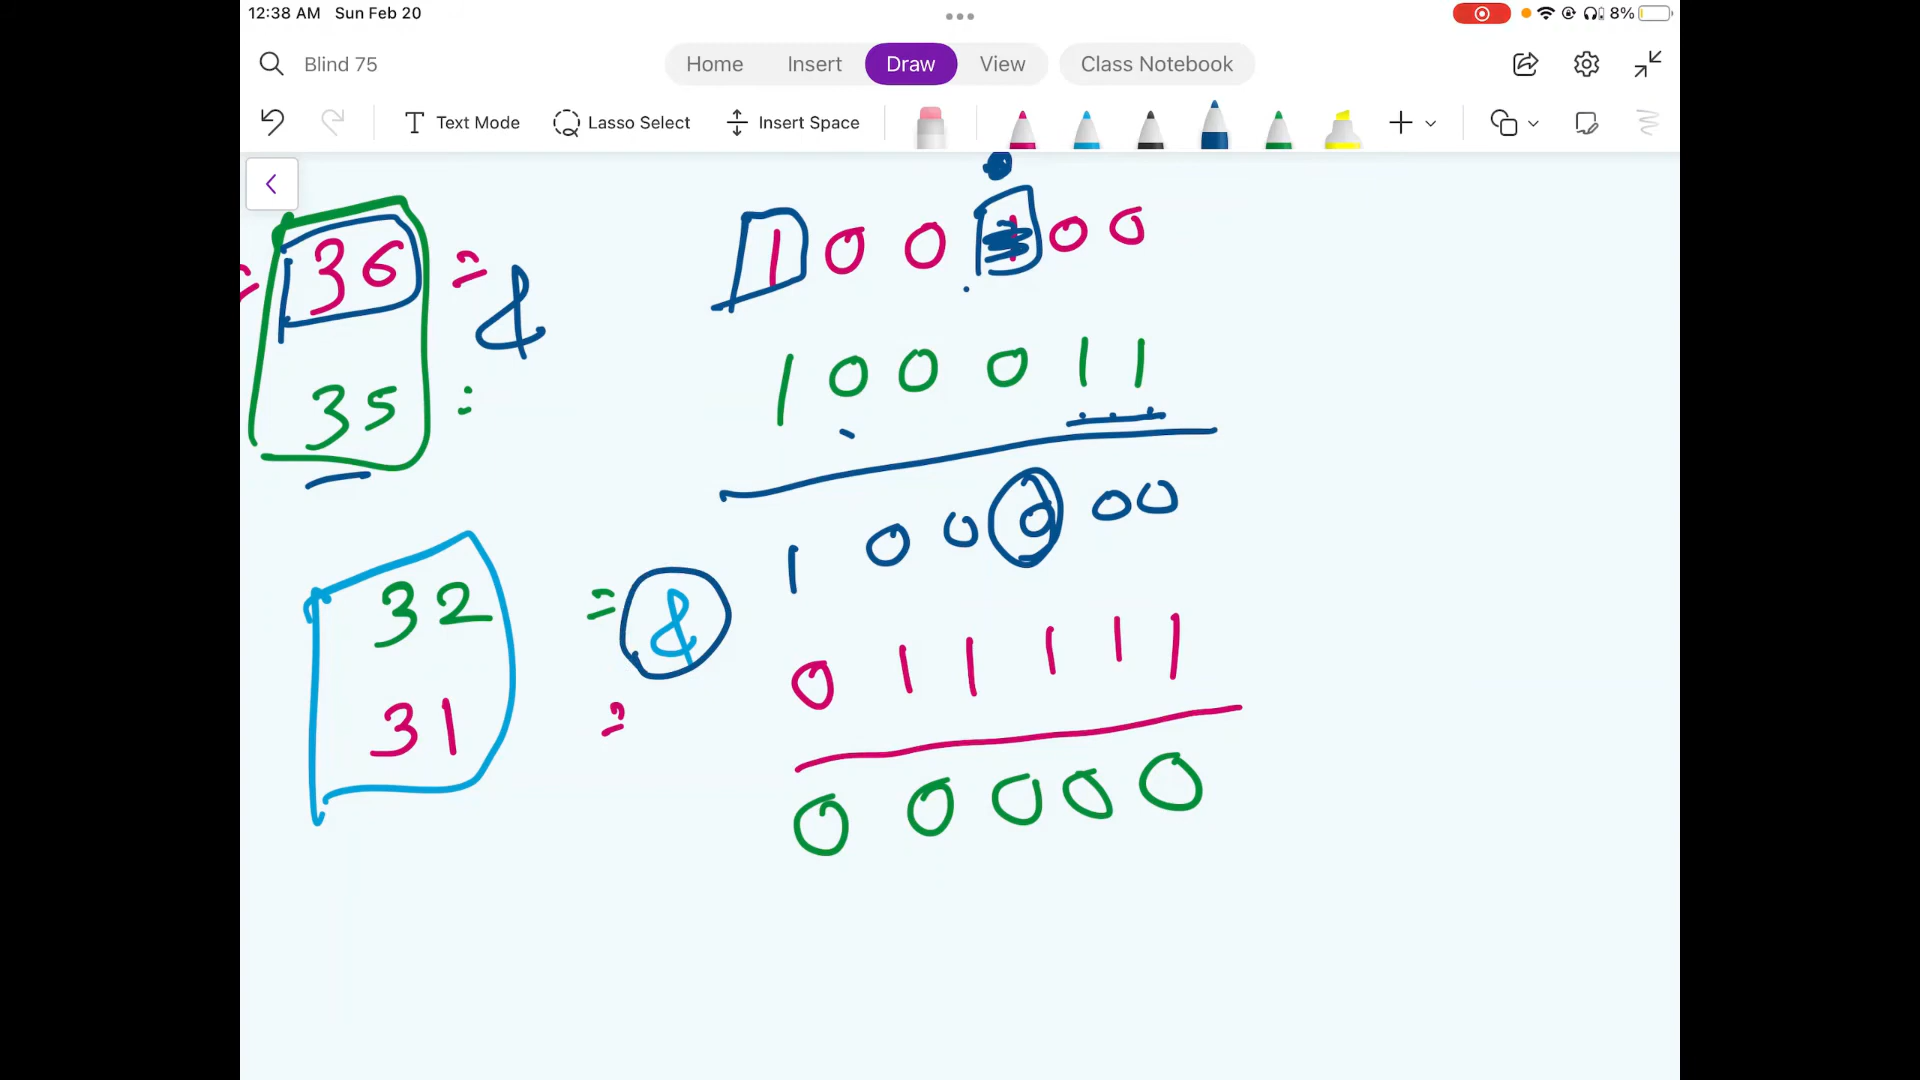 12:38 AM Sun Feb 20
8%
Blind 75
Home Insert Draw View Class Notebook
Text Mode Lasso Select Insert Space
= 36 = & 1 0 0 1 0 0
35 : 1 0 0 0 1 1
32 = & 1 0 0 0 0 0
31 = 0 1 1 1 1 1
0 0 0 0 0